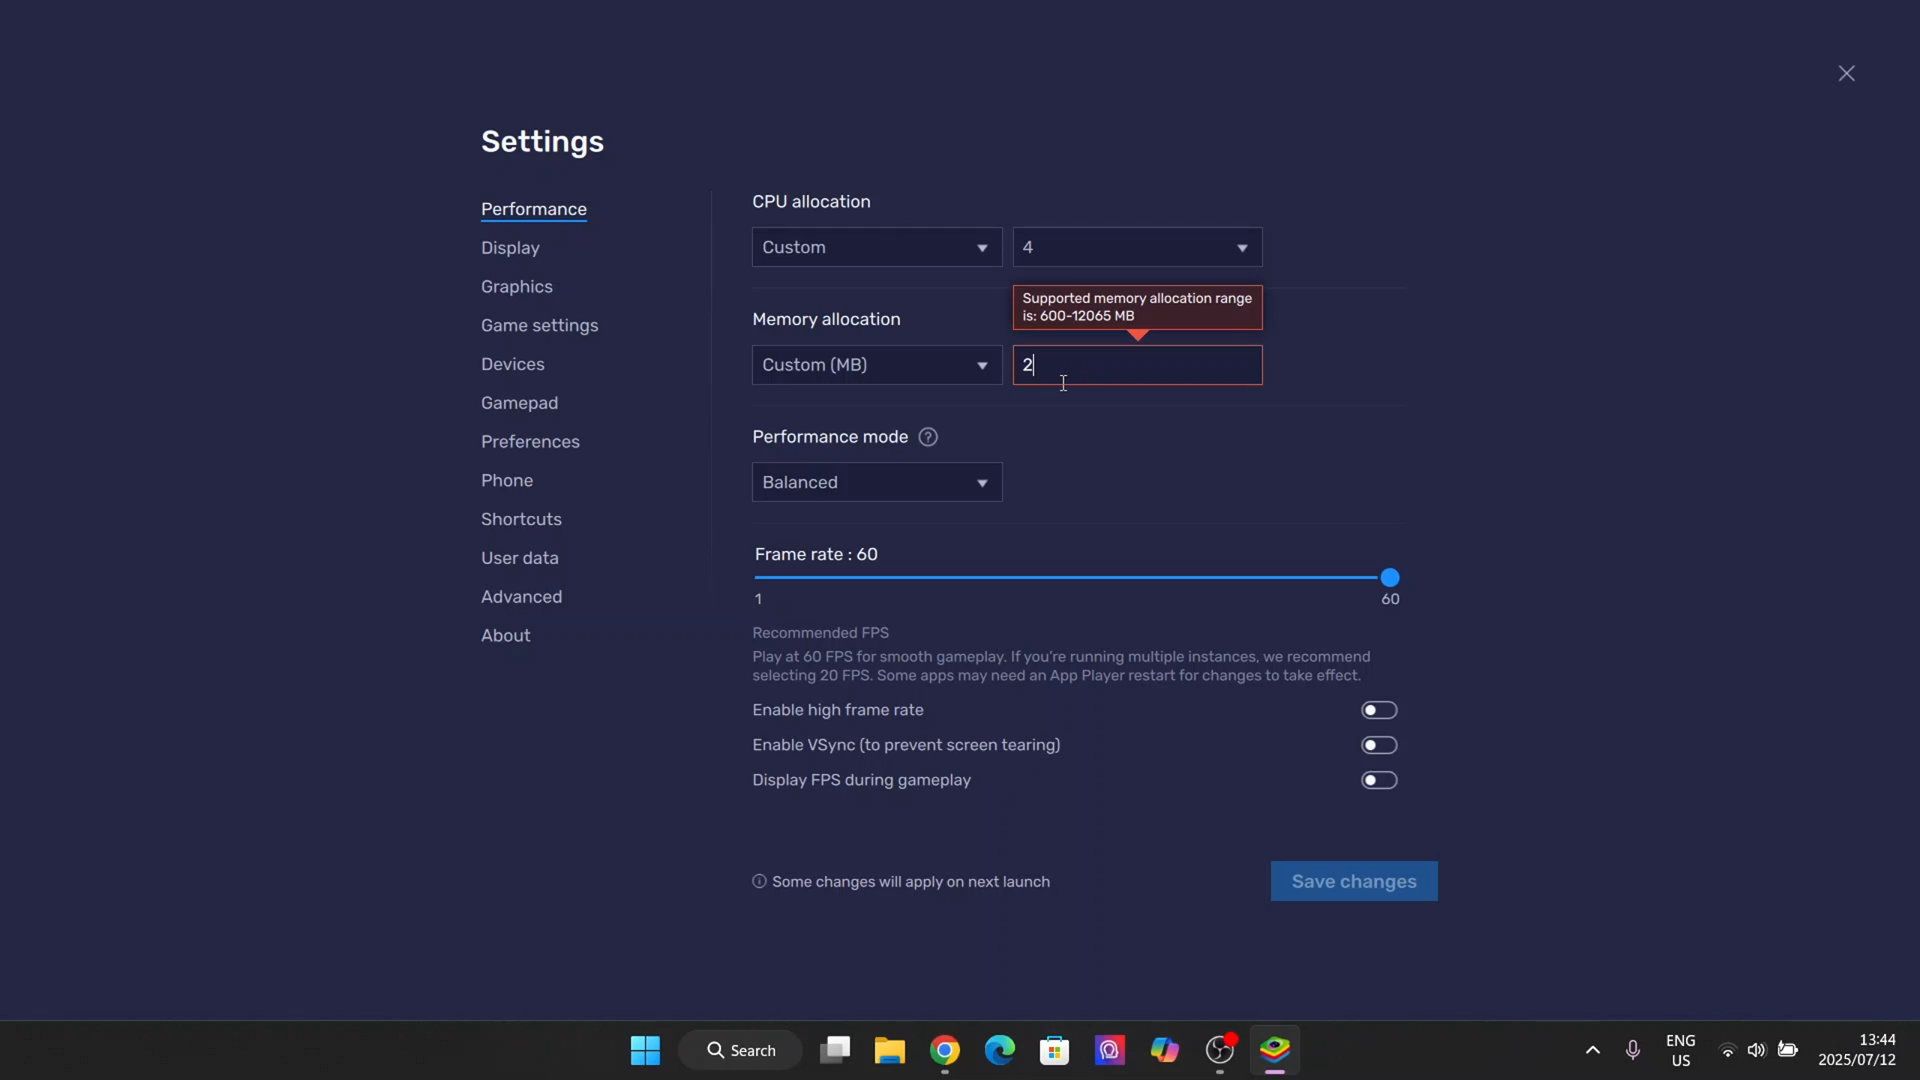 Settings
Performance
Display
Graphics
Game settings
Devices
Gamepad
Preferences
Phone
Shortcuts
User data
Advanced
About
CPU allocation
Custom
4
Supported memory allocation range
is: 600-12065 MB
Memory allocation
Custom (MB)
2
Performance mode
?
Balanced
Frame rate : 60
1
60
Recommended FPS
Play at 60 FPS for smooth gameplay. If you're running multiple instances, we recommend
selecting 20 FPS. Some apps may need an App Player restart for changes to take effect.
Enable high frame rate
Enable VSync (to prevent screen tearing)
Display FPS during gameplay
Some changes will apply on next launch
Save changes
Search
ENG
US
13:44
2025/07/12